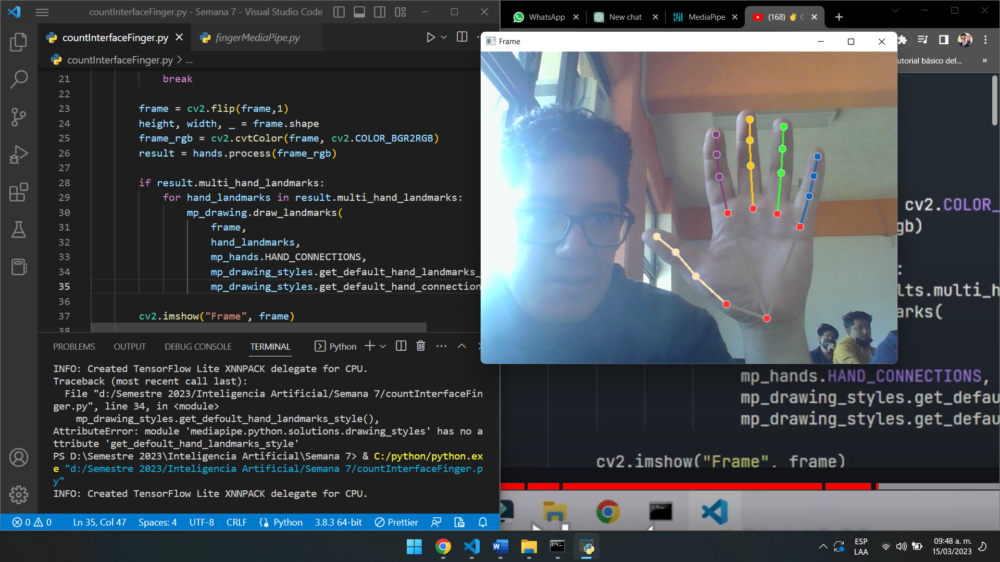 countInterfaceFinger.py - Semana 7 - Visual Studio Code
countInterfaceFinger.py
fingerMediaPipe.py
countInterfaceFinger.py > ...
21 break
22
23 frame = cv2.flip(frame,1)
24 height, width, _ = frame.shape
25 frame_rgb = cv2.cvtColor(frame, cv2.COLOR_BGR2RGB)
26 result = hands.process(frame_rgb)
27
28 if result.multi_hand_landmarks:
29 for hand_landmarks in result.multi_hand_landmarks:
30 mp_drawing.draw_landmarks(
31 frame,
32 hand_landmarks,
33 mp_hands.HAND_CONNECTIONS,
34 mp_drawing_styles.get_default_hand_landmarks_
35 mp_drawing_styles.get_default_hand_connection
36
37 cv2.imshow("Frame", frame)
38
PROBLEMS OUTPUT DEBUG CONSOLE TERMINAL Python
INFO: Created TensorFlow Lite XNNPACK delegate for CPU.
Traceback (most recent call last):
File "d:/Semestre 2023/Inteligencia Artificial/Semana 7/countInterfaceFin
ger.py", line 34, in <module>
mp_drawing_styles.get_defoult_hand_landmarks_style(),
AttributeError: module 'mediapipe.python.solutions.drawing_styles' has no a
ttribute 'get_defoult_hand_landmarks_style'
PS D:\Semestre 2023\Inteligencia Artificial\Semana 7> & C:/python/python.ex
e "d:/Semestre 2023/Inteligencia Artificial/Semana 7/countInterfaceFinger.p
y"
INFO: Created TensorFlow Lite XNNPACK delegate for CPU.
0 0 Ln 35, Col 47 Spaces: 4 UTF-8 CRLF Python 3.8.3 64-bit Prettier
WhatsApp
New chat
MediaPipe
(168) ✌ C
utorial básico del... »
Frame
cv2.COLOR_
gb)
:
lts.multi_h
arks(
mp_hands.HAND_CONNECTIONS,
mp_drawing_styles.get_defau
mp_drawing_styles.get_defau
cv2.imshow("Frame", frame)
ESP
LAA
09:48 a. m.
15/03/2023